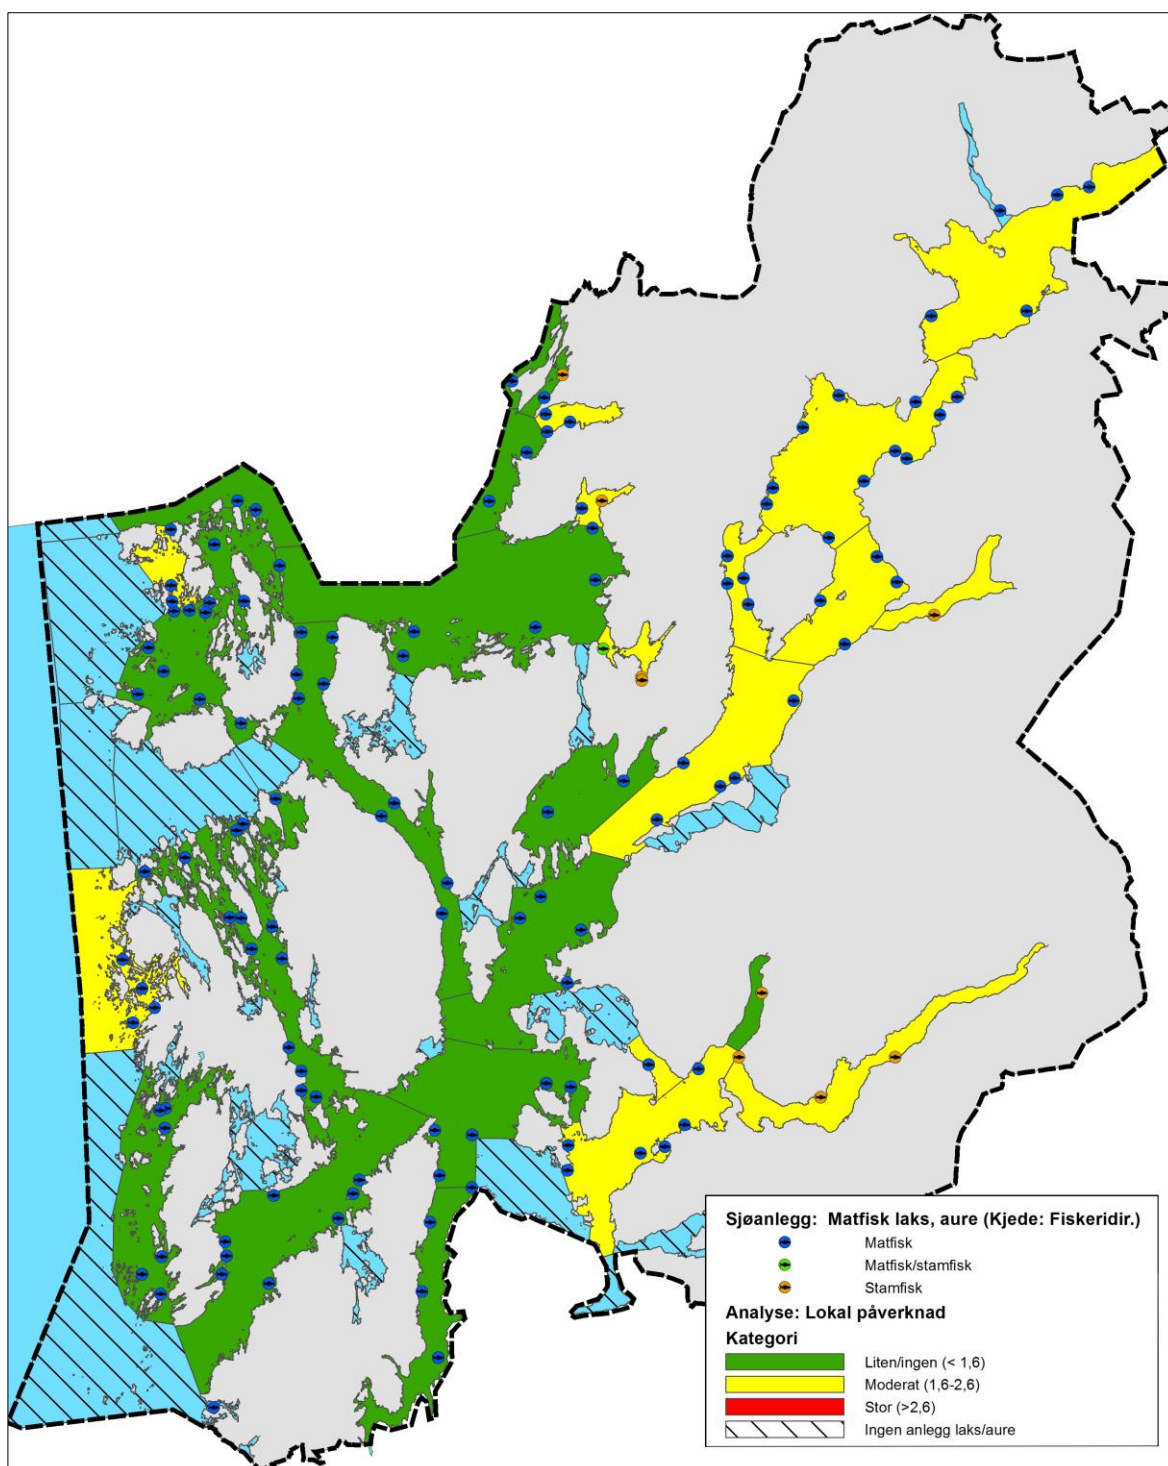 Sjøanlegg: Matfisk laks, aure (Kjede: Fiskeridir.)
Matfisk
Matfisk/stamfisk
Stamfisk
Analyse: Lokal påverknad
Kategori
Liten/ingen (< 1,6)
Moderat (1,6-2,6)
Stor (>2,6)
Ingen anlegg laks/aure